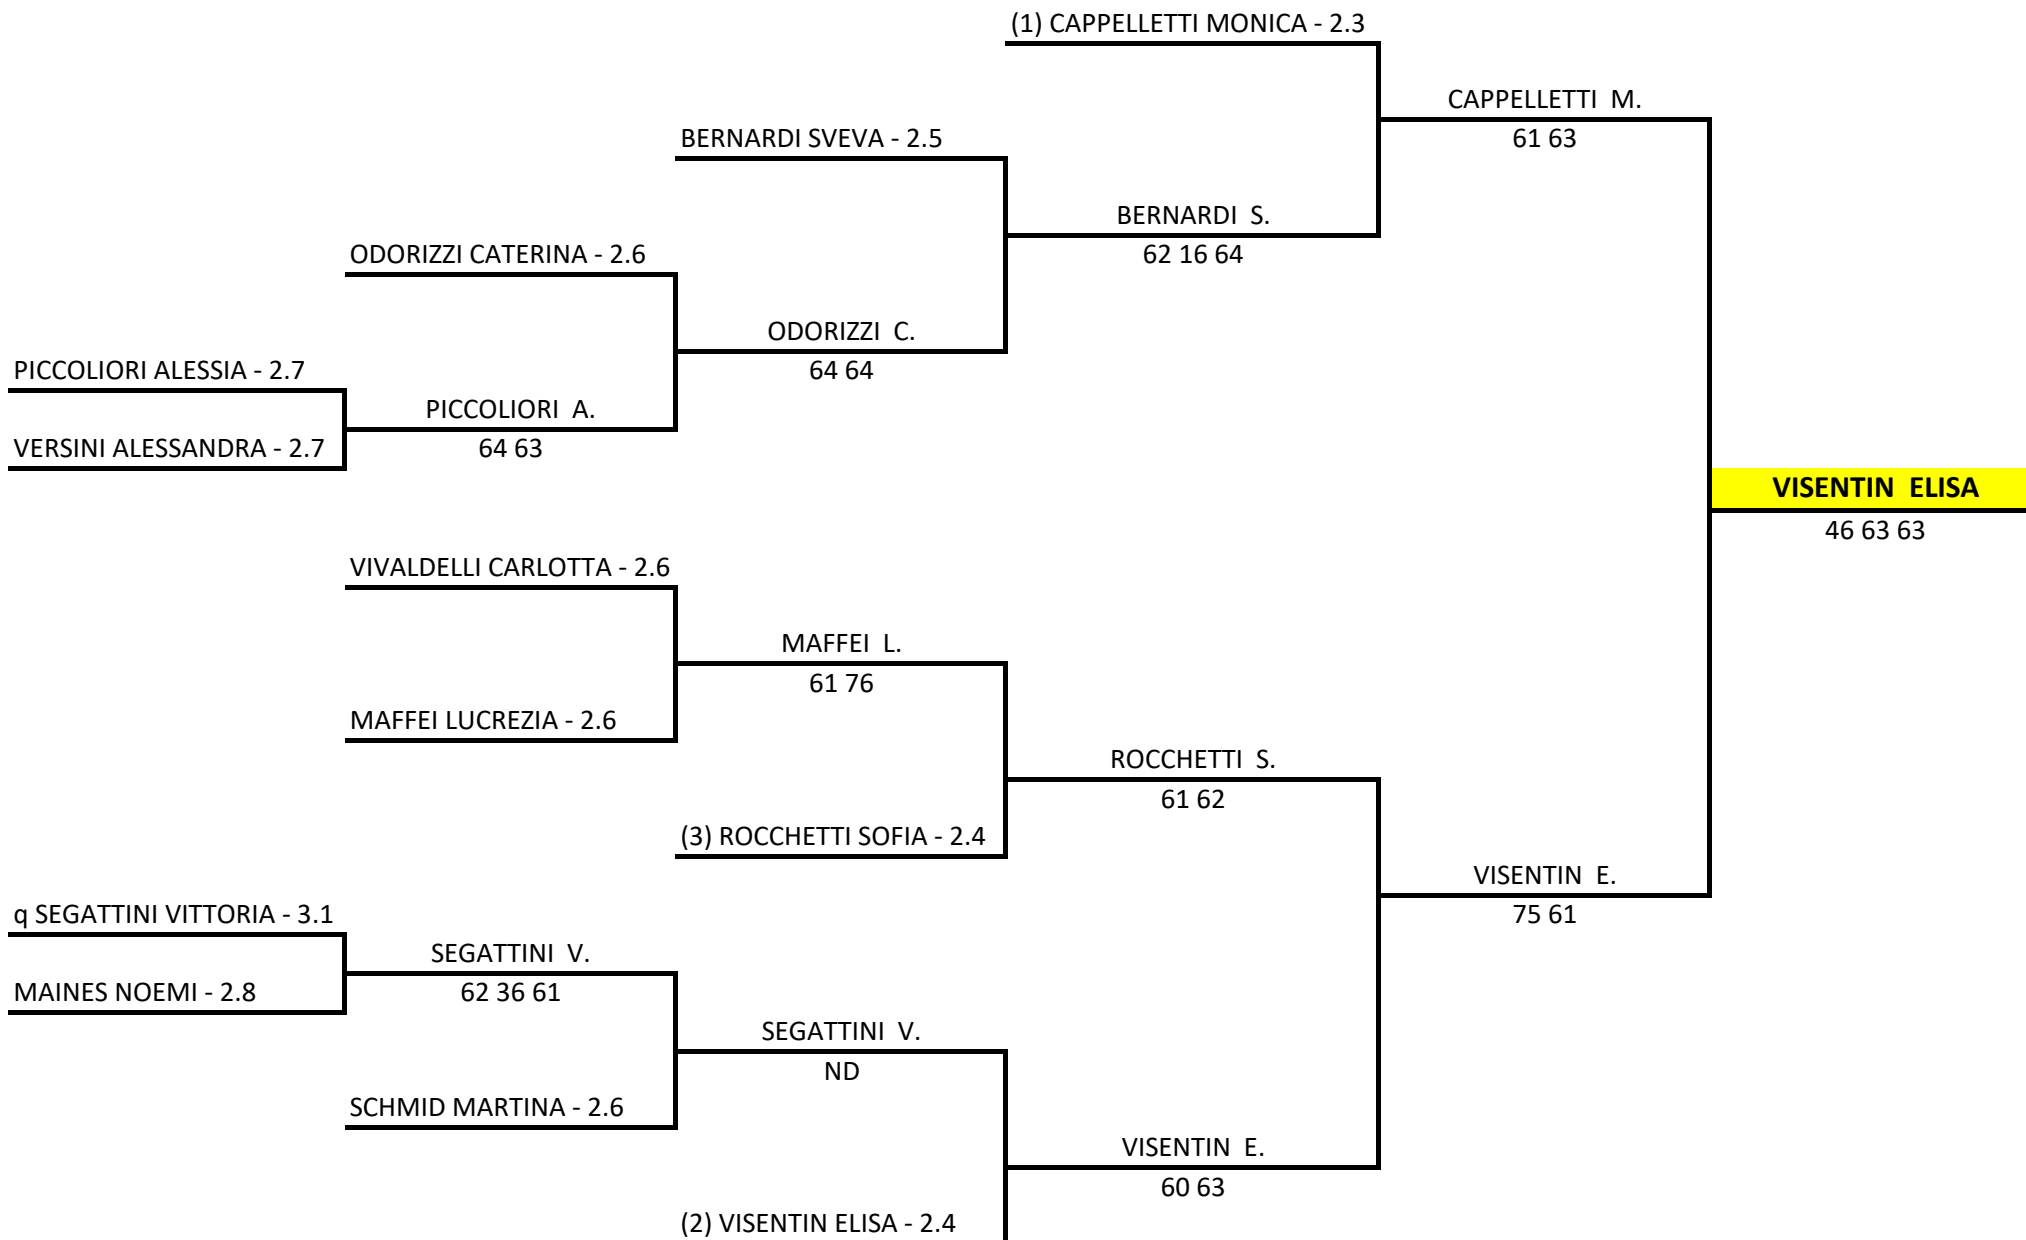 (1) CAPPELLETTI MONICA - 2.3
CAPPELLETTI M.
61 63
BERNARDI SVEVA - 2.5
BERNARDI S.
62 16 64
ODORIZZI CATERINA - 2.6
ODORIZZI C.
64 64
PICCOLIORI ALESSIA - 2.7
PICCOLIORI A.
64 63
VERSINI ALESSANDRA - 2.7
VISENTIN ELISA
46 63 63
VIVALDELLI CARLOTTA - 2.6
MAFFEI L.
61 76
MAFFEI LUCREZIA - 2.6
ROCCHETTI S.
61 62
(3) ROCCHETTI SOFIA - 2.4
VISENTIN E.
75 61
q SEGATTINI VITTORIA - 3.1
SEGATTINI V.
62 36 61
MAINES NOEMI - 2.8
SEGATTINI V.
ND
SCHMID MARTINA - 2.6
VISENTIN E.
60 63
(2) VISENTIN ELISA - 2.4